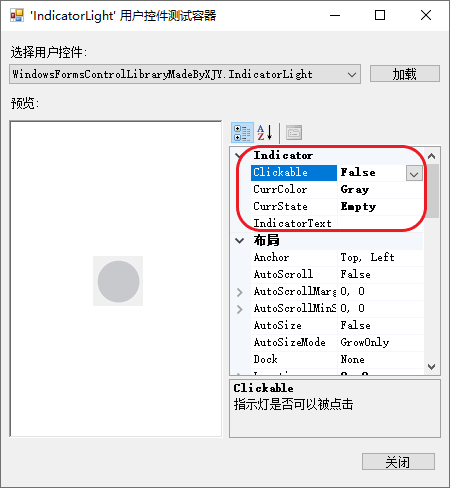 'IndicatorLight' 用户控件测试容器
选择用户控件:
WindowsFormsControlLibraryMadeByXJY.IndicatorLight
加载
预览:
Indicator
Clickable False
CurrColor Gray
CurrState Empty
IndicatorText
布局
Anchor Top, Left
AutoScroll False
AutoScrollMarg 0, 0
AutoScrollMinS 0, 0
AutoSize False
AutoSizeMode GrowOnly
Dock None
Clickable
指示灯是否可以被点击
关闭